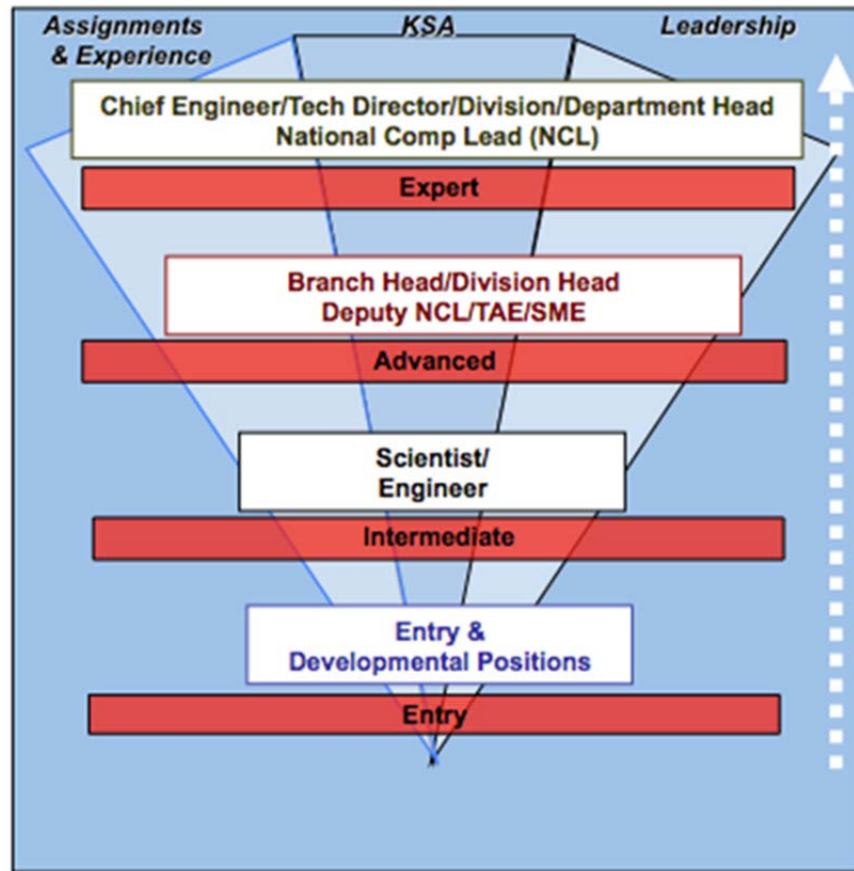 Assignments
& Experience
KSA
Leadership
Chief Engineer/Tech Director/Division/Department Head
National Comp Lead (NCL)
Expert
Branch Head/Division Head
Deputy NCL/TAE/SME
Advanced
Scientist/
Engineer
Intermediate
Entry &
Developmental Positions
Entry